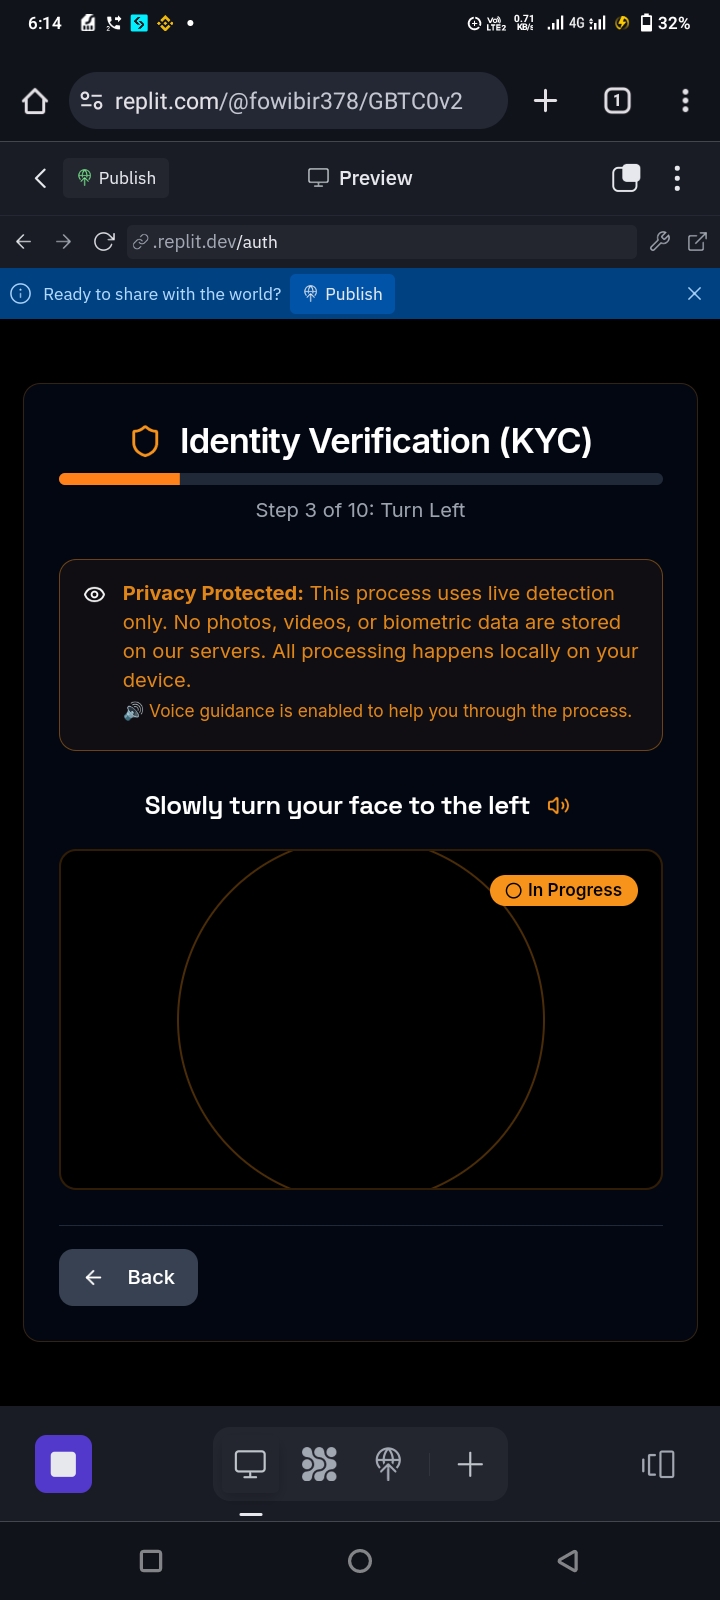 6:14
Vo) LTE2 0.71 KB/s 4G 32%
replit.com/@fowibir378/GBTC0v2
1
Publish
Preview
.replit.dev/auth
Ready to share with the world?
Publish
Identity Verification (KYC)
Step 3 of 10: Turn Left
Privacy Protected: This process uses live detection
only. No photos, videos, or biometric data are stored
on our servers. All processing happens locally on your
device.
Voice guidance is enabled to help you through the process.
Slowly turn your face to the left
In Progress
Back